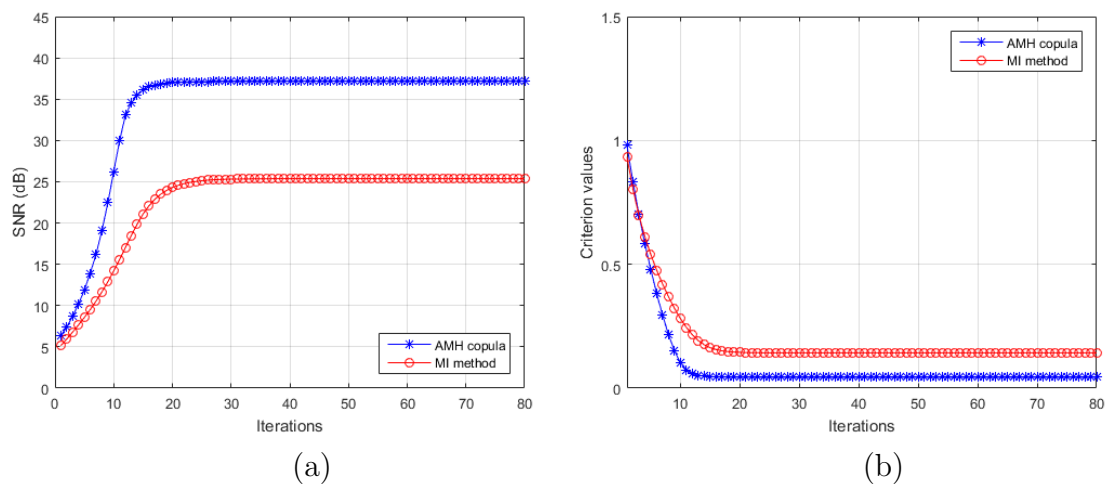 45
40
35
30
25
20
15
10
5
0
SNR (dB)
AMH copula
MI method
0 10 20 30 40 50 60 70 80
Iterations
(a)
1.5
1
0.5
0
Criterion values
AMH copula
MI method
10 20 30 40 50 60 70 80
Iterations
(b)